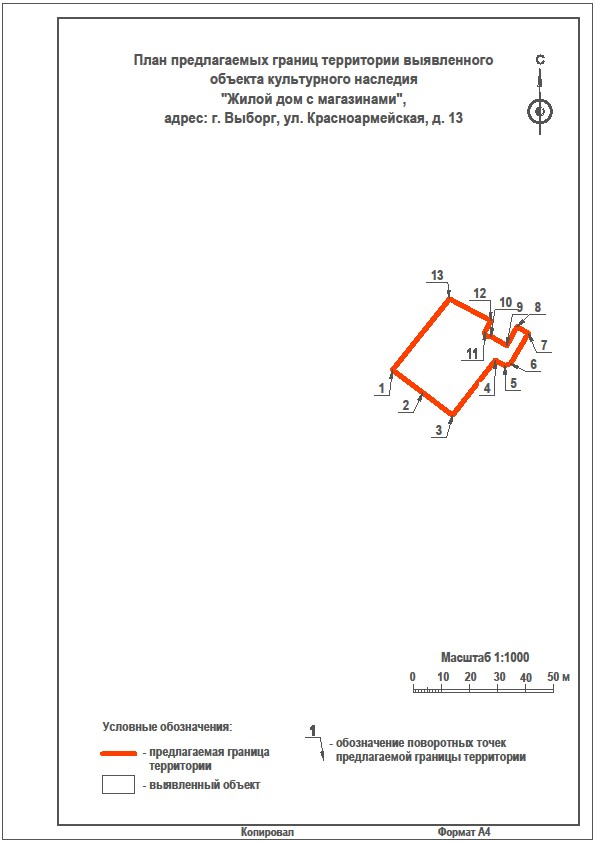 План предлагаемых границ территории выявленного
объекта культурного наследия
"Жилой дом с магазинами",
адрес: г. Выборг, ул. Красноармейская, д. 13
С
13
12
10
9
8
11
7
1
4
6
2
5
3
Масштаб 1:1000
0 10 20 30 40 50 м
Условные обозначения:
1
- обозначение поворотных точек
предлагаемой границы территории
- предлагаемая граница
территории
- выявленный объект
Копировал
Формат А4